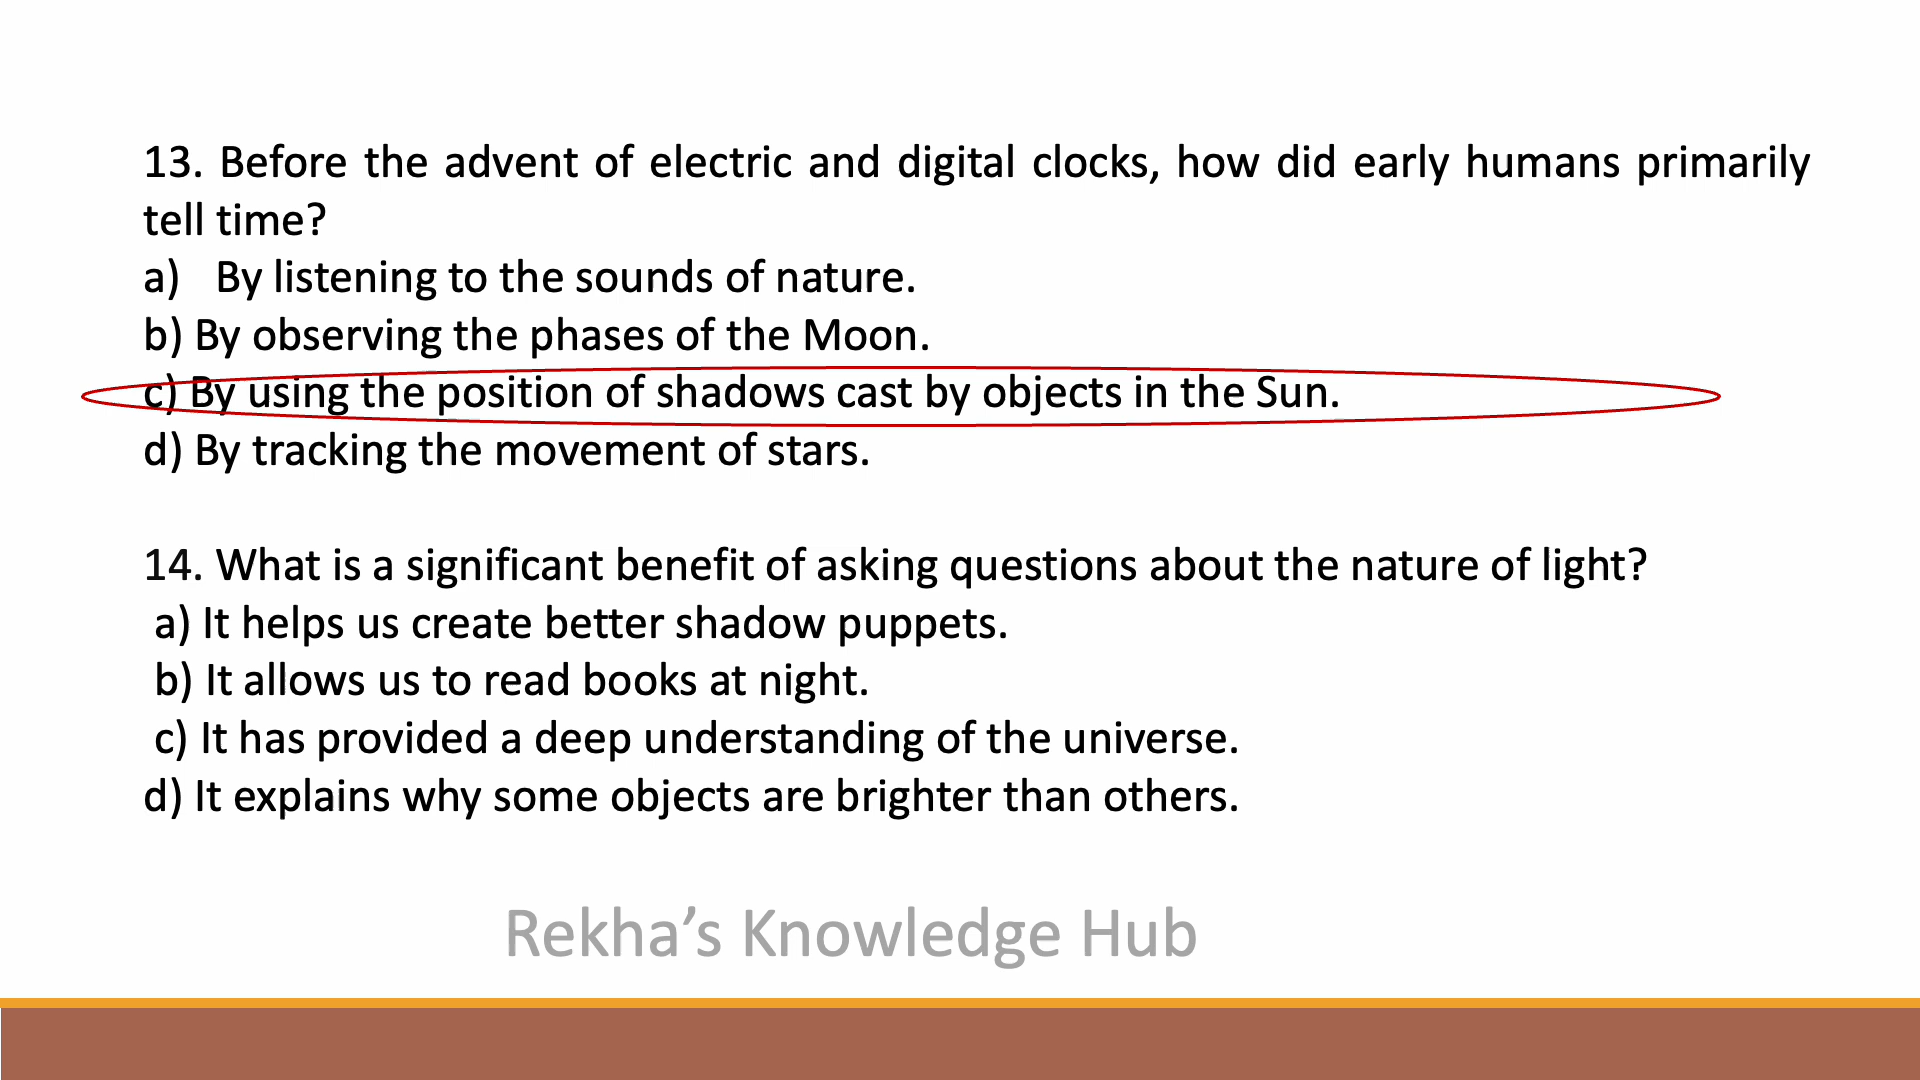 13. Before the advent of electric and digital clocks, how did early humans primarily
tell time?
a) By listening to the sounds of nature.
b) By observing the phases of the Moon.
c) By using the position of shadows cast by objects in the Sun.
d) By tracking the movement of stars.
14. What is a significant benefit of asking questions about the nature of light?
a) It helps us create better shadow puppets.
b) It allows us to read books at night.
c) It has provided a deep understanding of the universe.
d) It explains why some objects are brighter than others.
Rekha’s Knowledge Hub